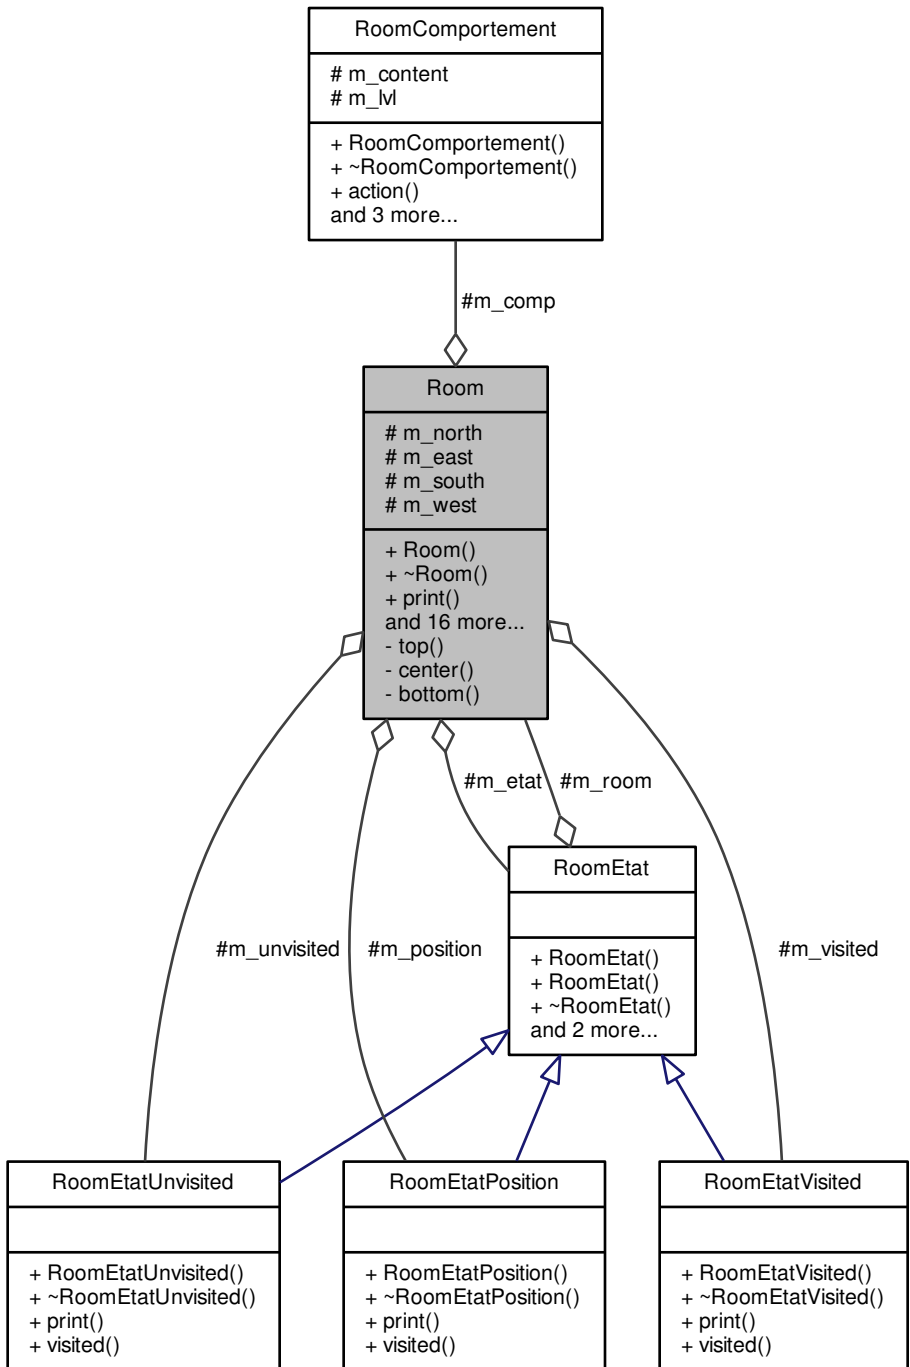 RoomComportement
# m_content
# m_lvl
+ RoomComportement()
+ ~RoomComportement()
+ action()
and 3 more...
#m_comp
Room
# m_north
# m_east
# m_south
# m_west
+ Room()
+ ~Room()
+ print()
and 16 more...
- top()
- center()
- bottom()
#m_etat
#m_room
RoomEtat
+ RoomEtat()
+ RoomEtat()
+ ~RoomEtat()
and 2 more...
#m_unvisited
#m_position
#m_visited
RoomEtatUnvisited
+ RoomEtatUnvisited()
+ ~RoomEtatUnvisited()
+ print()
+ visited()
RoomEtatPosition
+ RoomEtatPosition()
+ ~RoomEtatPosition()
+ print()
+ visited()
RoomEtatVisited
+ RoomEtatVisited()
+ ~RoomEtatVisited()
+ print()
+ visited()